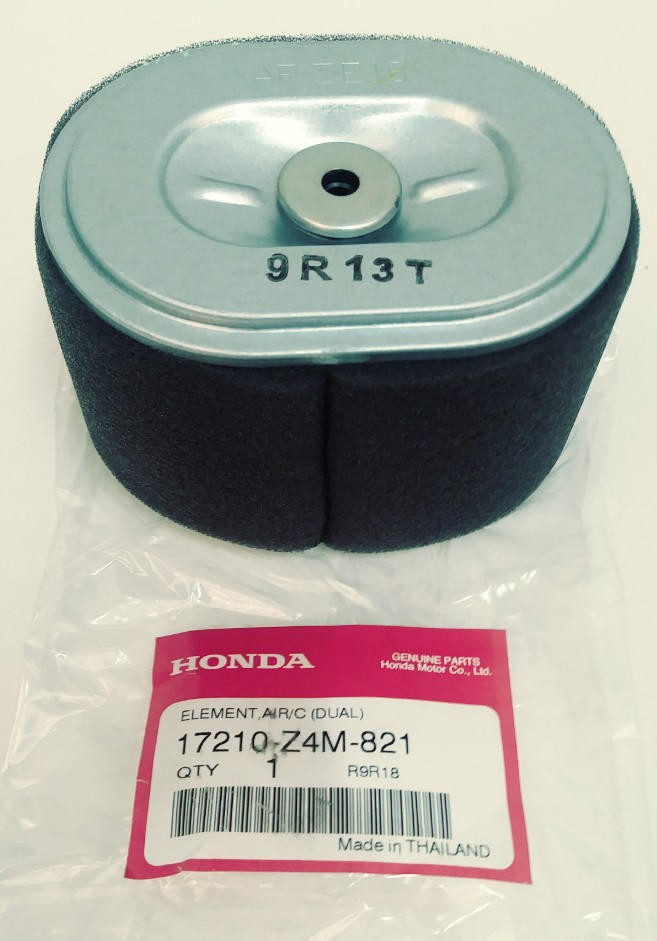 9R13T
HONDA
GENUINE PARTS
Honda Motor Co., Ltd.
ELEMENT, AIR/C (DUAL)
17210-Z4M-821
QTY 1 R9R18
Made in THAILAND